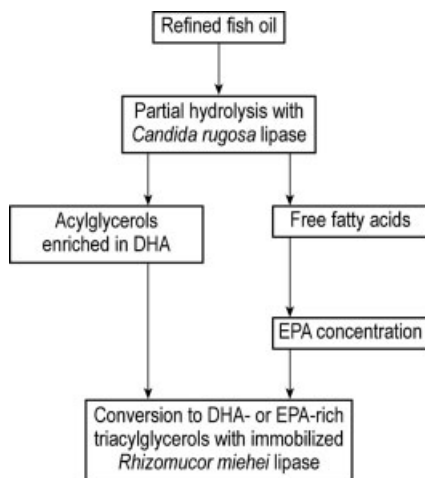 Refined fish oil
Partial hydrolysis with
Candida rugosa lipase
Acylglycerols
enriched in DHA
Free fatty acids
EPA concentration
Conversion to DHA- or EPA-rich
triacylglycerols with immobilized
Rhizomucor miehei lipase